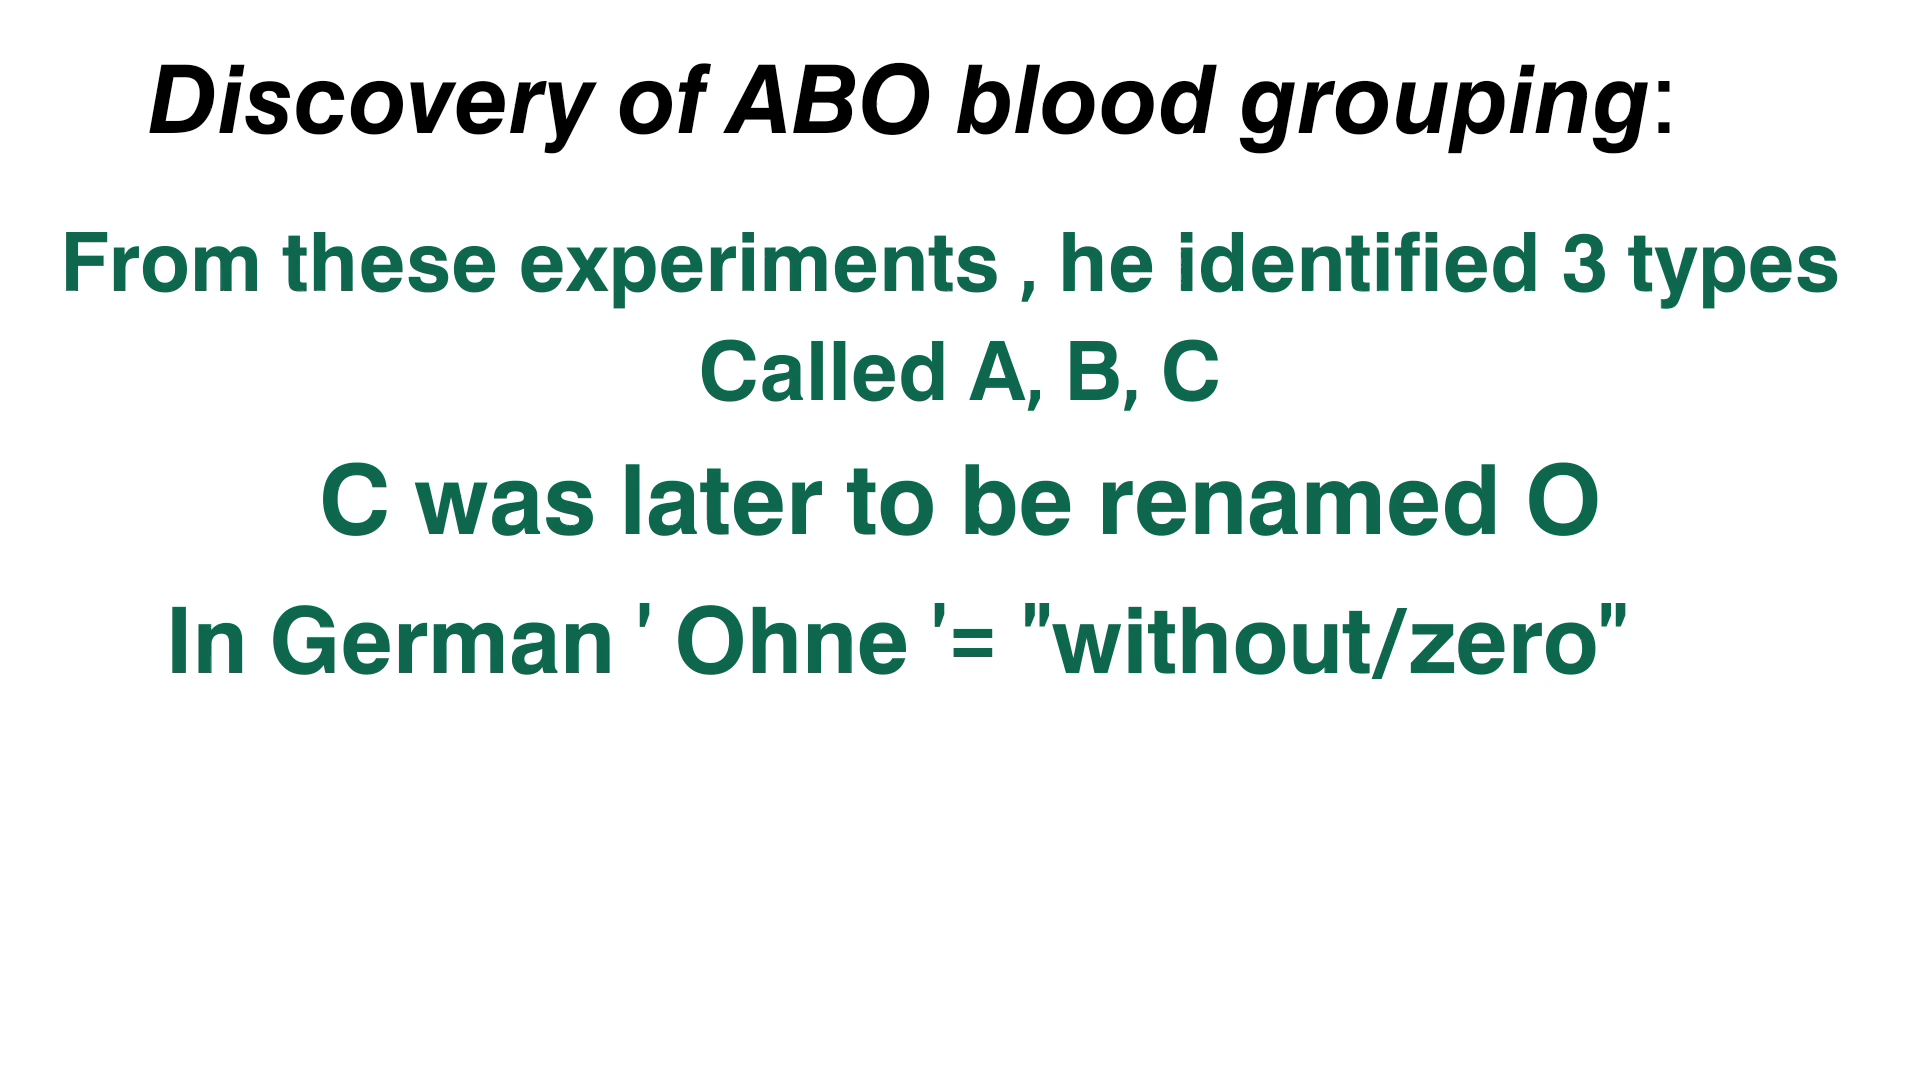 Discovery of ABO blood grouping:
From these experiments , he identified 3 types
Called A, B, C
C was later to be renamed O
In German ' Ohne '= "without/zero"